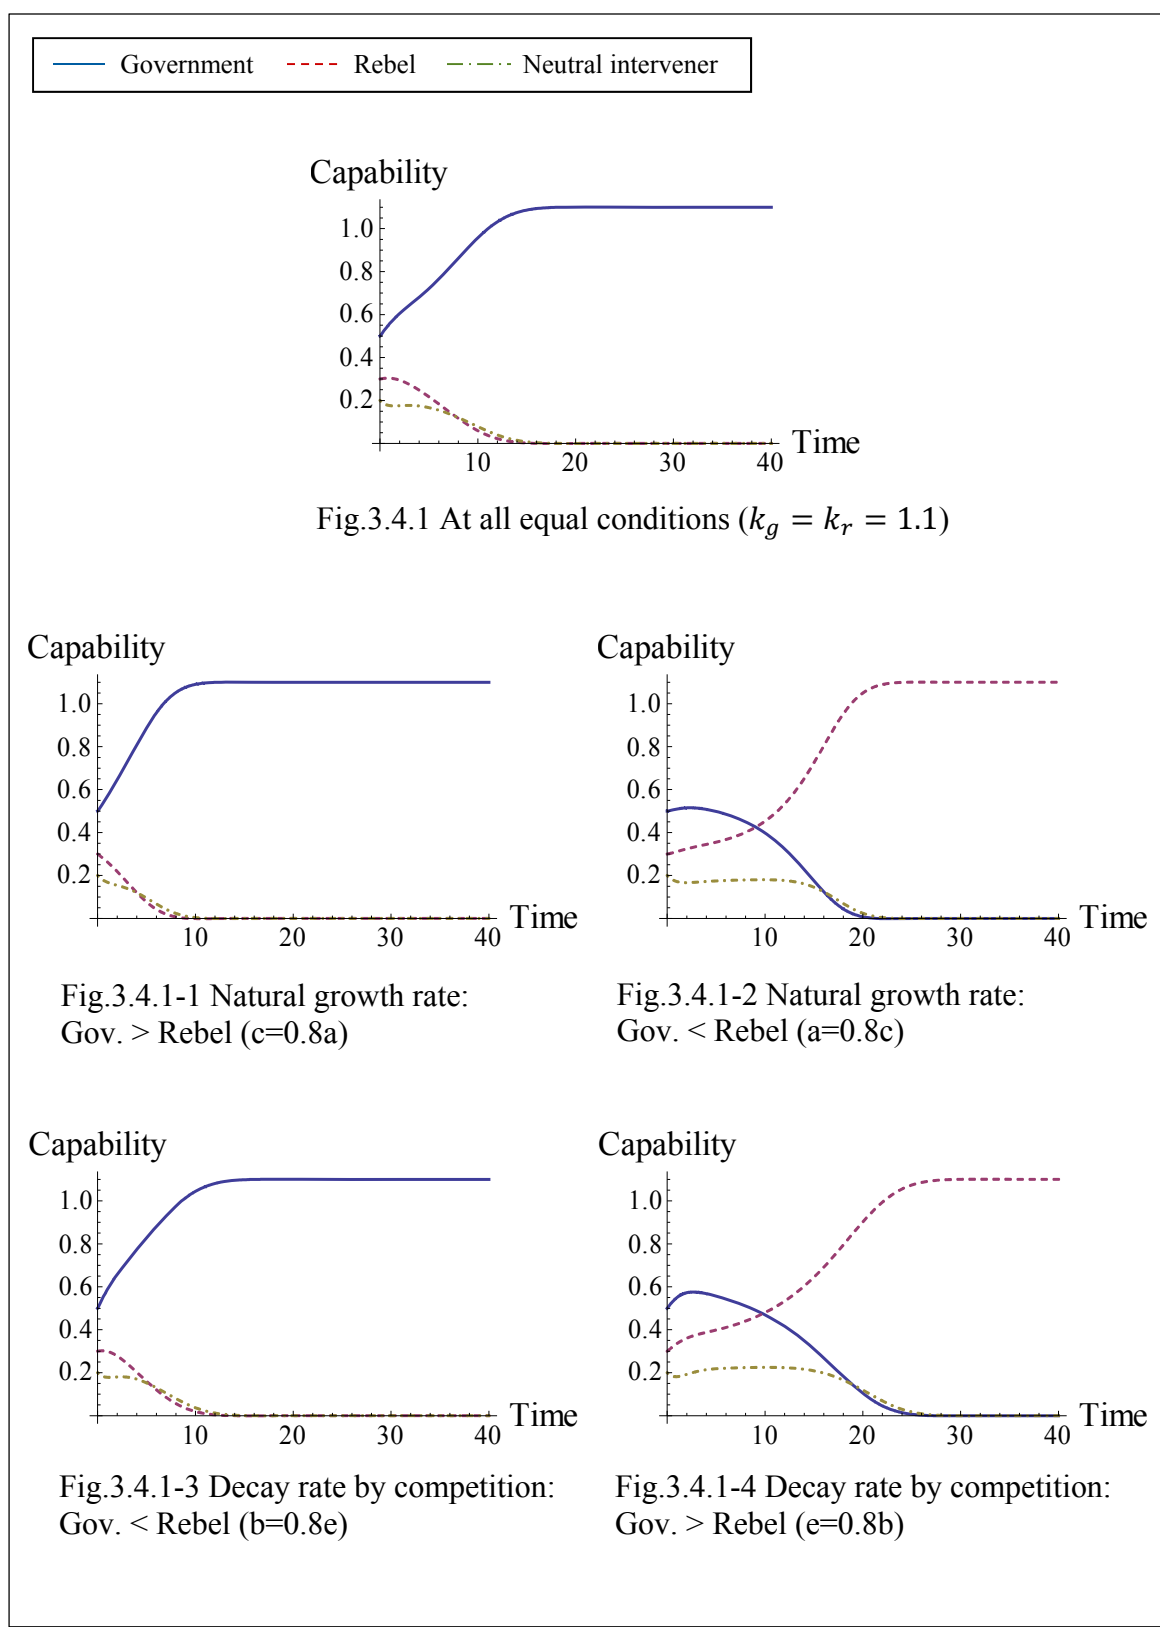 Government Rebel Neutral intervener
Capability
1.0
0.8
0.6
0.4
0.2
10 20 30 40 Time
Fig.3.4.1 At all equal conditions (k_g = k_r = 1.1)
Capability
1.0
0.8
0.6
0.4
0.2
10 20 30 40 Time
Fig.3.4.1-1 Natural growth rate:
Gov. > Rebel (c=0.8a)
Capability
1.0
0.8
0.6
0.4
0.2
10 20 30 40 Time
Fig.3.4.1-2 Natural growth rate:
Gov. < Rebel (a=0.8c)
Capability
1.0
0.8
0.6
0.4
0.2
10 20 30 40 Time
Fig.3.4.1-3 Decay rate by competition:
Gov. < Rebel (b=0.8e)
Capability
1.0
0.8
0.6
0.4
0.2
10 20 30 40 Time
Fig.3.4.1-4 Decay rate by competition:
Gov. > Rebel (e=0.8b)